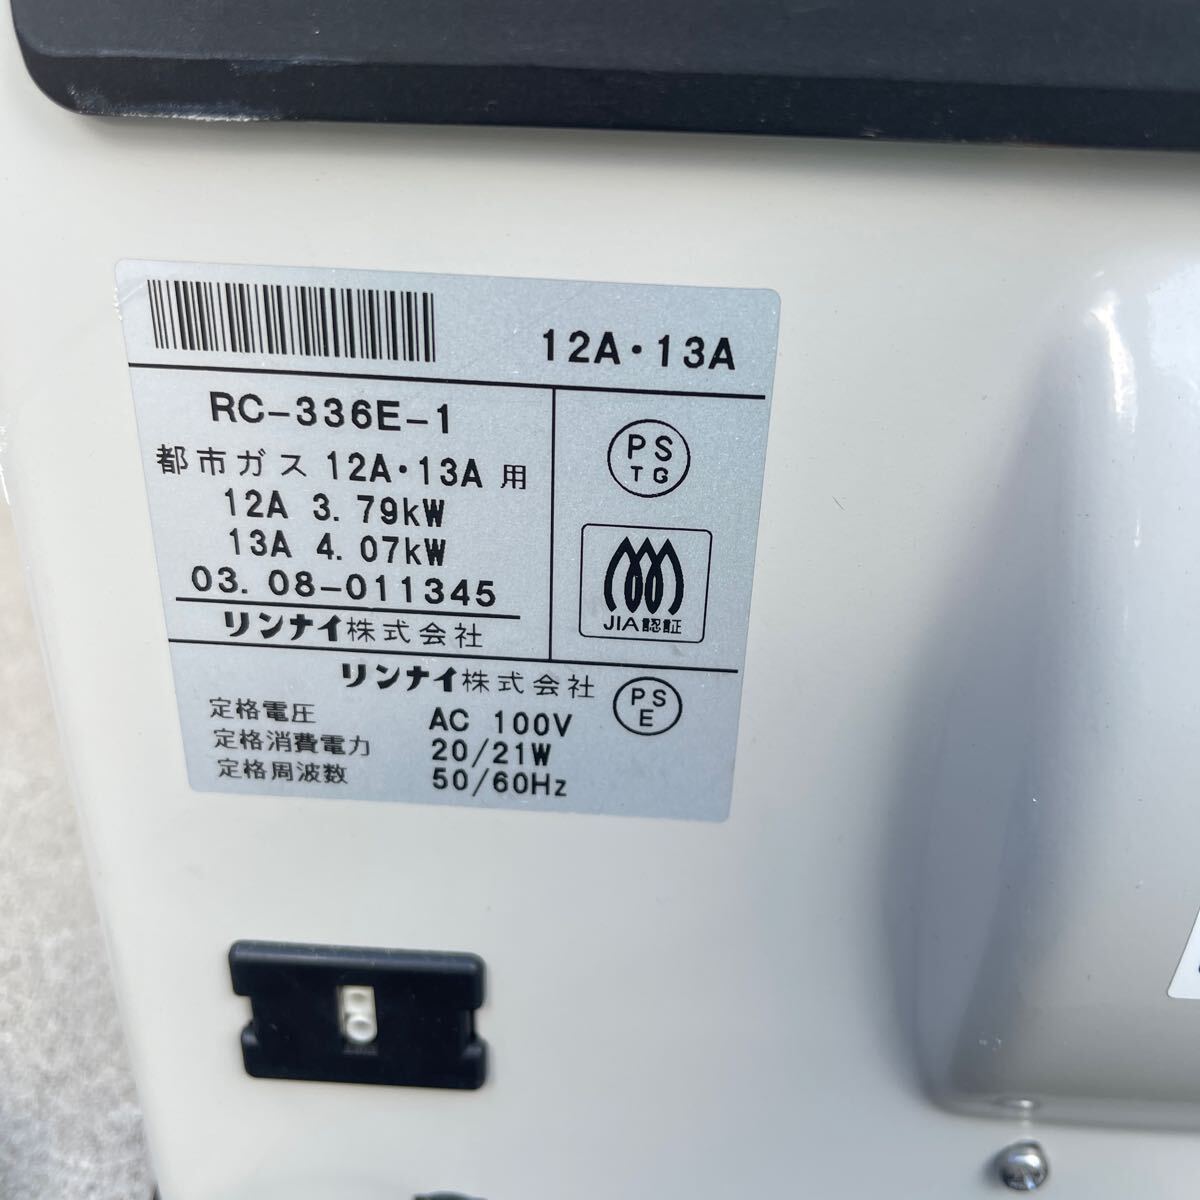 12A・13A
RC-336E-1
都市ガス 12A・13A 用
12A 3.79kW
13A 4.07kW
03.08-011345
リンナイ株式会社
PS
TG
JIA認証
リンナイ株式会社
PS
E
定格電圧 AC 100V
定格消費電力 20/21W
定格周波数 50/60Hz